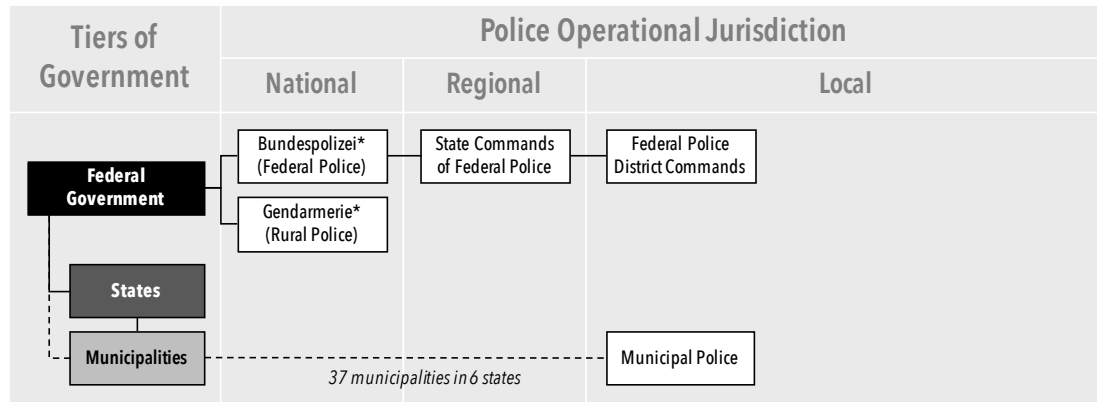 Tiers of
Government
Police Operational Jurisdiction
National
Regional
Local
Federal
Government
Bundespolizei*
(Federal Police)
State Commands
of Federal Police
Federal Police
District Commands
Gendarmerie*
(Rural Police)
States
Municipalities
37 municipalities in 6 states
Municipal Police